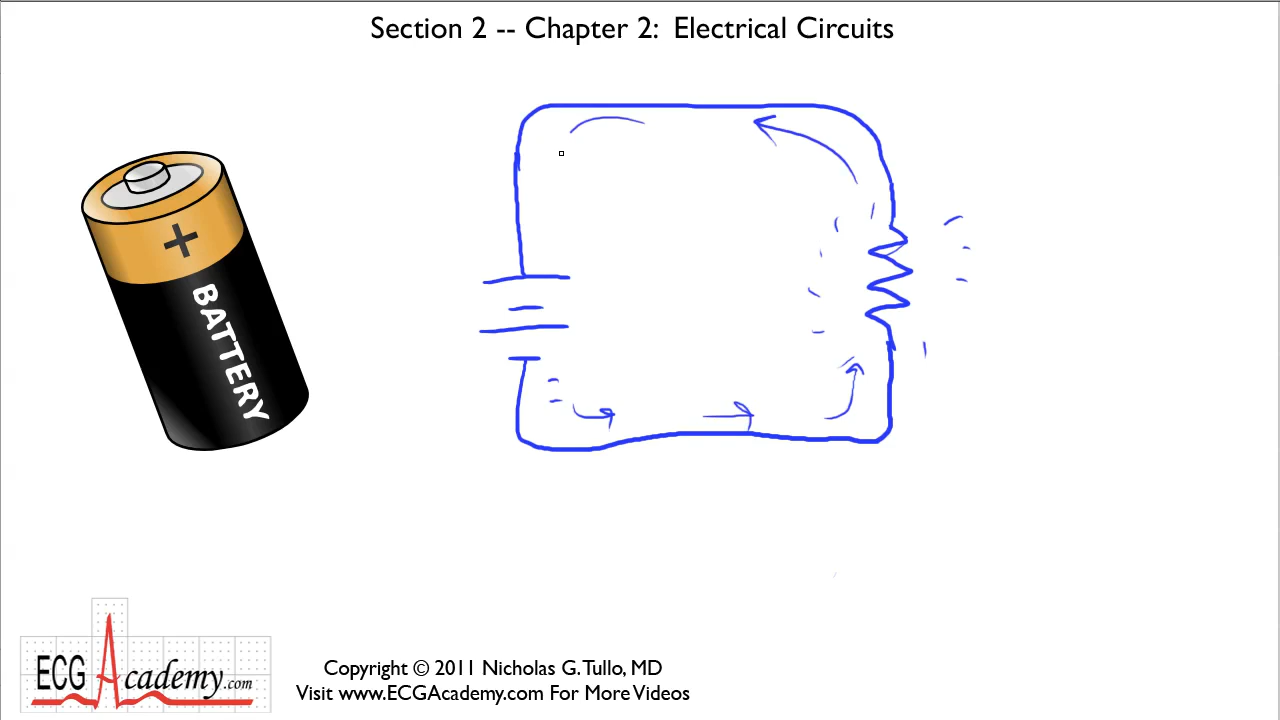 Section 2 -- Chapter 2: Electrical Circuits
+
BATTERY
ECG Academy.com
Copyright © 2011 Nicholas G. Tullo, MD
Visit www.ECGAcademy.com For More Videos